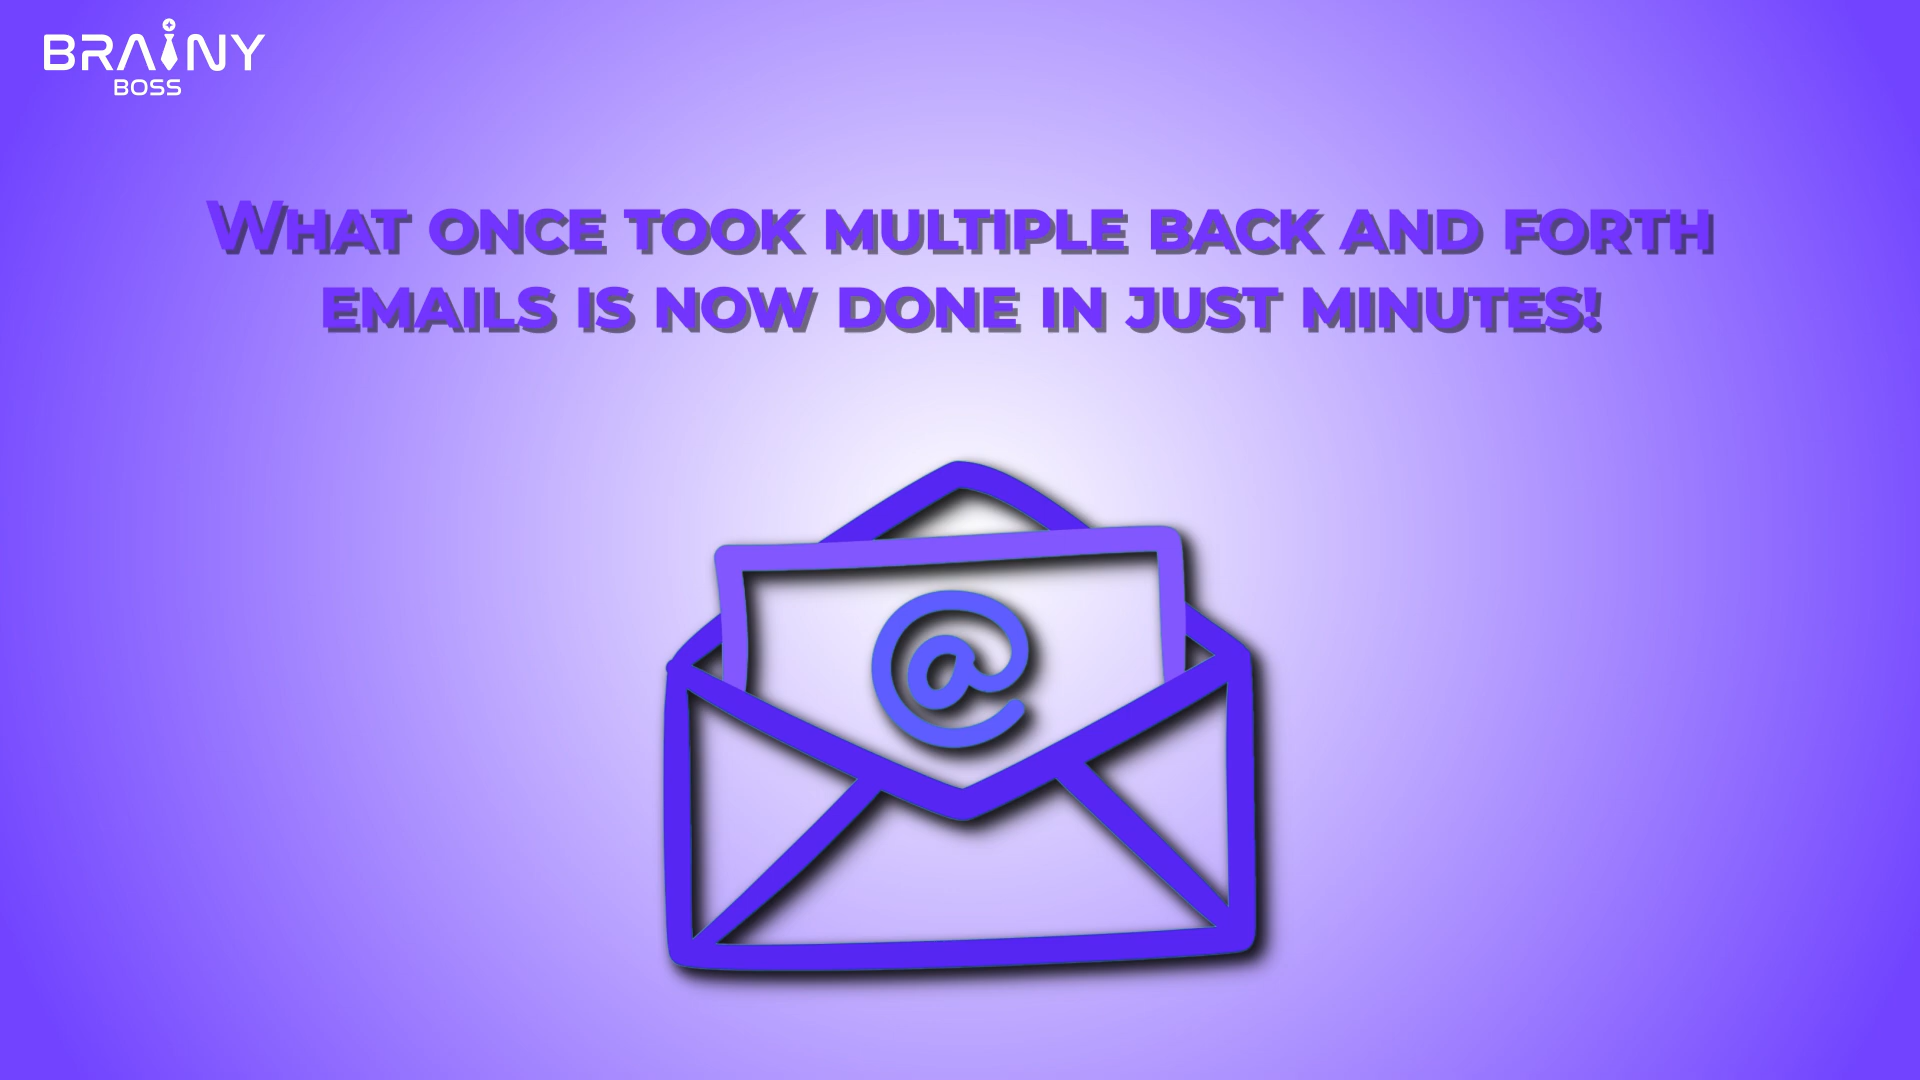 BRAINY
BOSS
What once took multiple back and forth
emails is now done in just minutes!
@